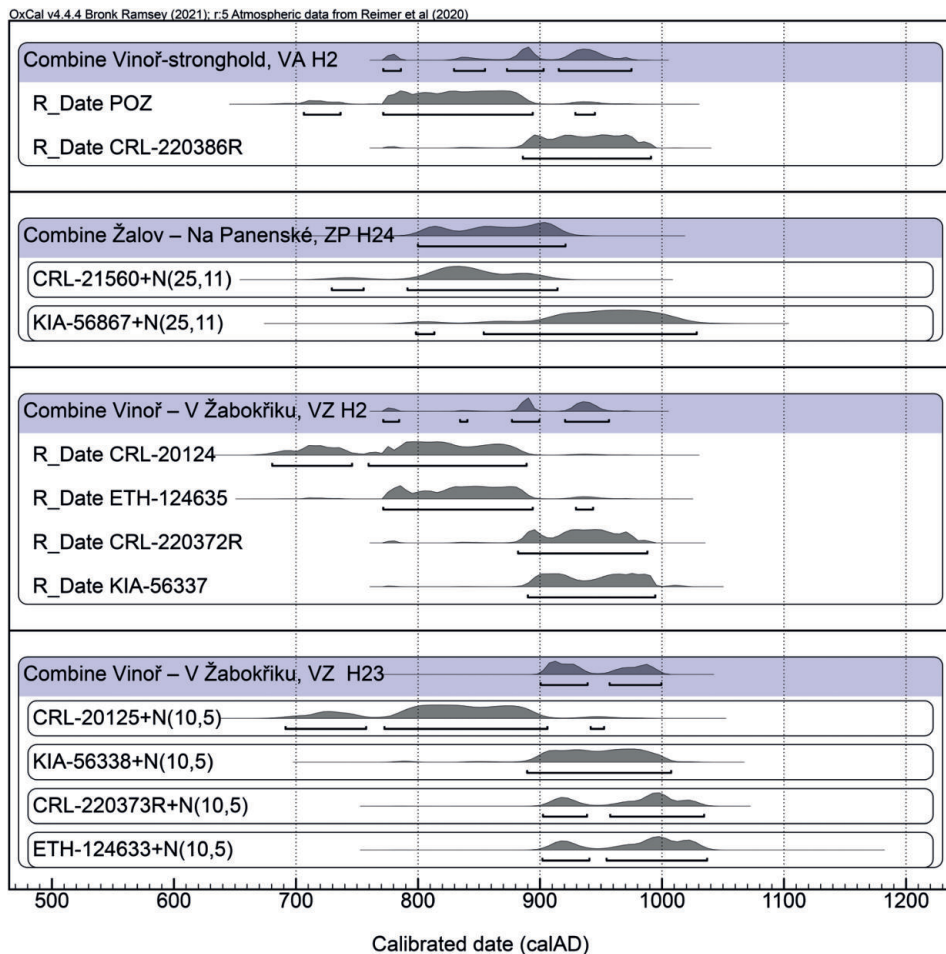 OxCal v4.4.4 Bronk Ramsey (2021); r:5 Atmospheric data from Reimer et al (2020)
Combine Vinoř-stronghold, VA H2
R_Date POZ
R_Date CRL-220386R
Combine Žalov – Na Panenské, ZP H24
CRL-21560+N(25,11)
KIA-56867+N(25,11)
Combine Vinoř – V Žabokřiku, VZ H2
R_Date CRL-20124
R_Date ETH-124635
R_Date CRL-220372R
R_Date KIA-56337
Combine Vinoř – V Žabokřiku, VZ  H23
CRL-20125+N(10,5)
KIA-56338+N(10,5)
CRL-220373R+N(10,5)
ETH-124633+N(10,5)
500 600 700 800 900 1000 1100 1200
Calibrated date (calAD)